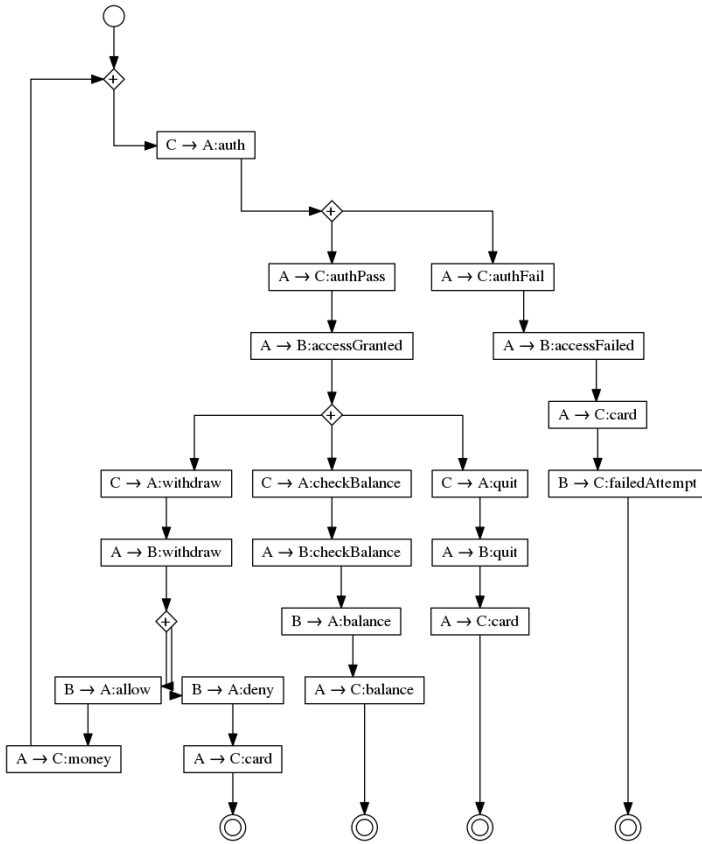 +
C → A:auth
+
A → C:authPass
A → C:authFail
A → B:accessGranted
A → B:accessFailed
+
A → C:card
C → A:withdraw
C → A:checkBalance
C → A:quit
B → C:failedAttempt
A → B:withdraw
A → B:checkBalance
A → B:quit
+
B → A:balance
A → C:card
B → A:allow
B → A:deny
A → C:balance
A → C:money
A → C:card